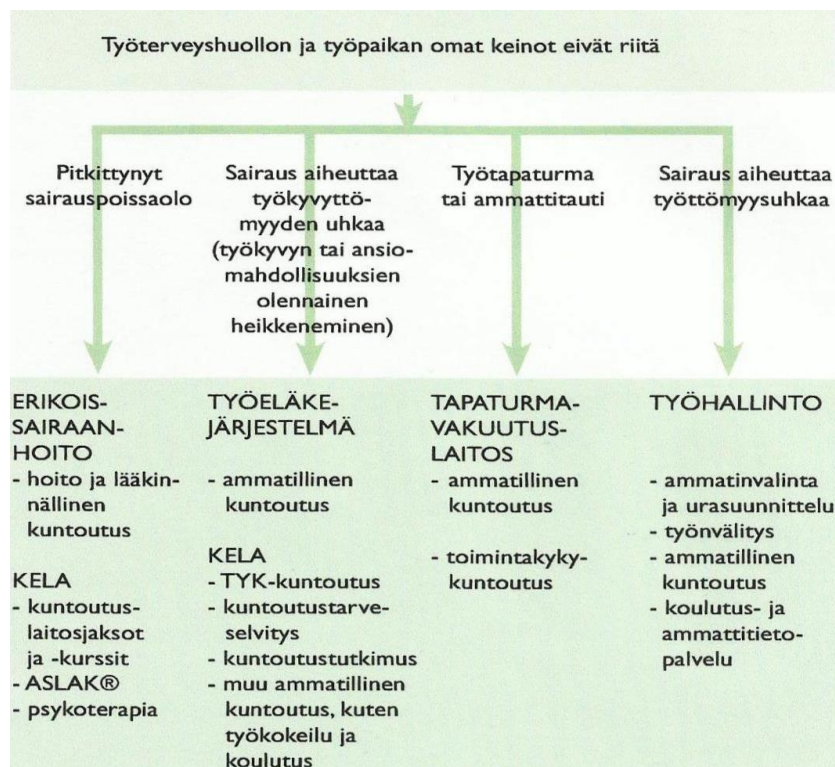 Työterveyshuollon ja työpaikan omat keinot eivät riitä
Pitkittynyt
sairauspoissaolo
Sairaus aiheuttaa
työkyvyttö-
myyden uhkaa
(työkyvyn tai ansio-
mahdollisuuksien
olennainen
heikkeneminen)
Työtapaturma
tai ammattitauti
Sairaus aiheuttaa
työttömyysuhkaa
ERIKOIS-
SAIRAAN-
HOITO
- hoito ja lääkin-
nällinen
kuntoutus
KELA
- kuntoutus-
laitosjaksot
ja -kurssit
- ASLAK®
- psykoterapia
TYÖELÄKE-
JÄRJESTELMÄ
- ammatillinen
kuntoutus
KELA
- TYK-kuntoutus
- kuntoutustarve-
selvitys
- kuntoutustutkimus
- muu ammatillinen
kuntoutus, kuten
työkokeilu ja
koulutus
TAPATURMA-
VAKUUTUS-
LAITOS
- ammatillinen
kuntoutus
- toimintakyky-
kuntoutus
TYÖHALLINTO
- ammatinvalinta
ja urasuunnittelu
- työnvälitys
- ammatillinen
kuntoutus
- koulutus- ja
ammattitieto-
palvelu